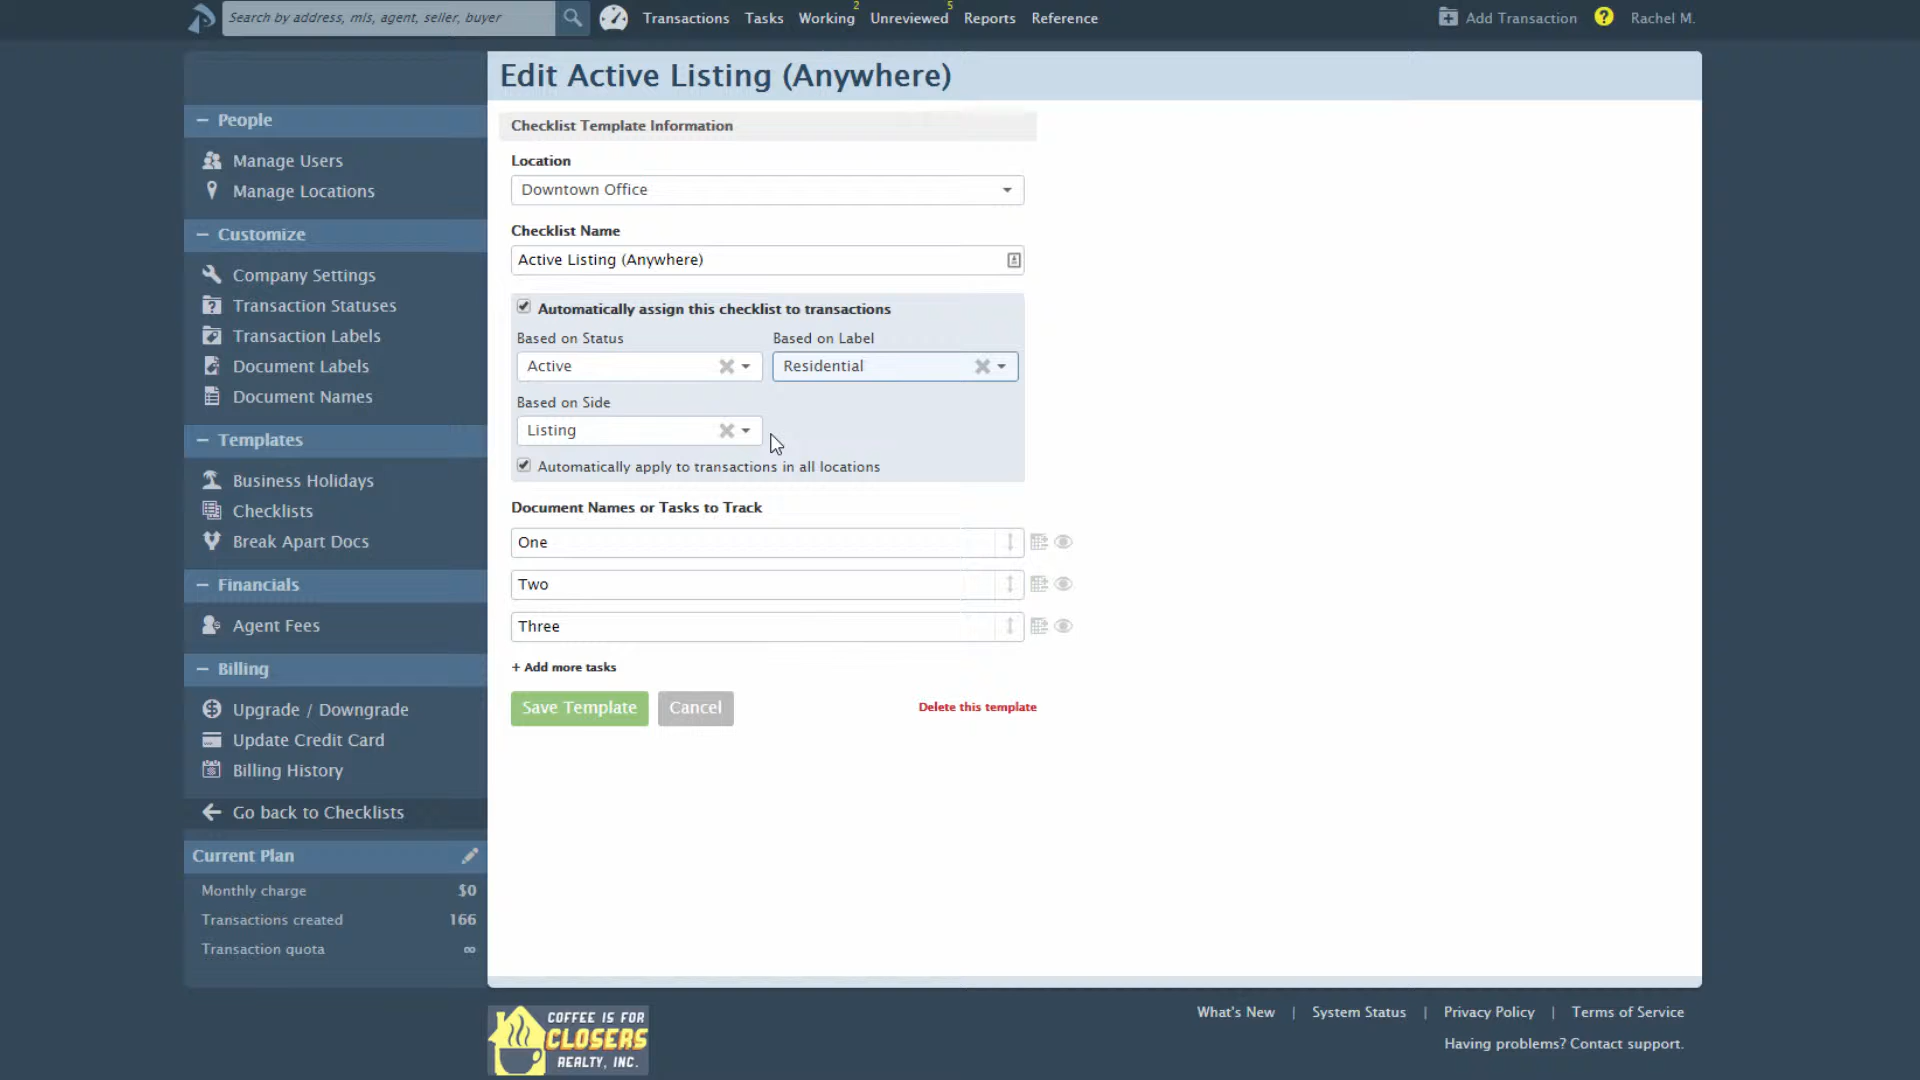 Search by address, mls, agent, seller, buyer
Transactions
Tasks
Working 2
Unreviewed 5
Reports
Reference
Add Transaction
?
Rachel M.
Edit Active Listing (Anywhere)
People
Manage Users
Manage Locations
Customize
Company Settings
Transaction Statuses
Transaction Labels
Document Labels
Document Names
Templates
Business Holidays
Checklists
Break Apart Docs
Financials
Agent Fees
Billing
Upgrade / Downgrade
Update Credit Card
Billing History
Go back to Checklists
Current Plan
Monthly charge $0
Transactions created 166
Transaction quota ∞
Checklist Template Information
Location
Downtown Office
Checklist Name
Active Listing (Anywhere)
Automatically assign this checklist to transactions
Based on Status Based on Label
Active Residential
Based on Side
Listing
Automatically apply to transactions in all locations
Document Names or Tasks to Track
One
Two
Three
+ Add more tasks
Save Template Cancel Delete this template
COFFEE IS FOR
CLOSERS
REALTY, INC.
What's New | System Status | Privacy Policy | Terms of Service
Having problems? Contact support.